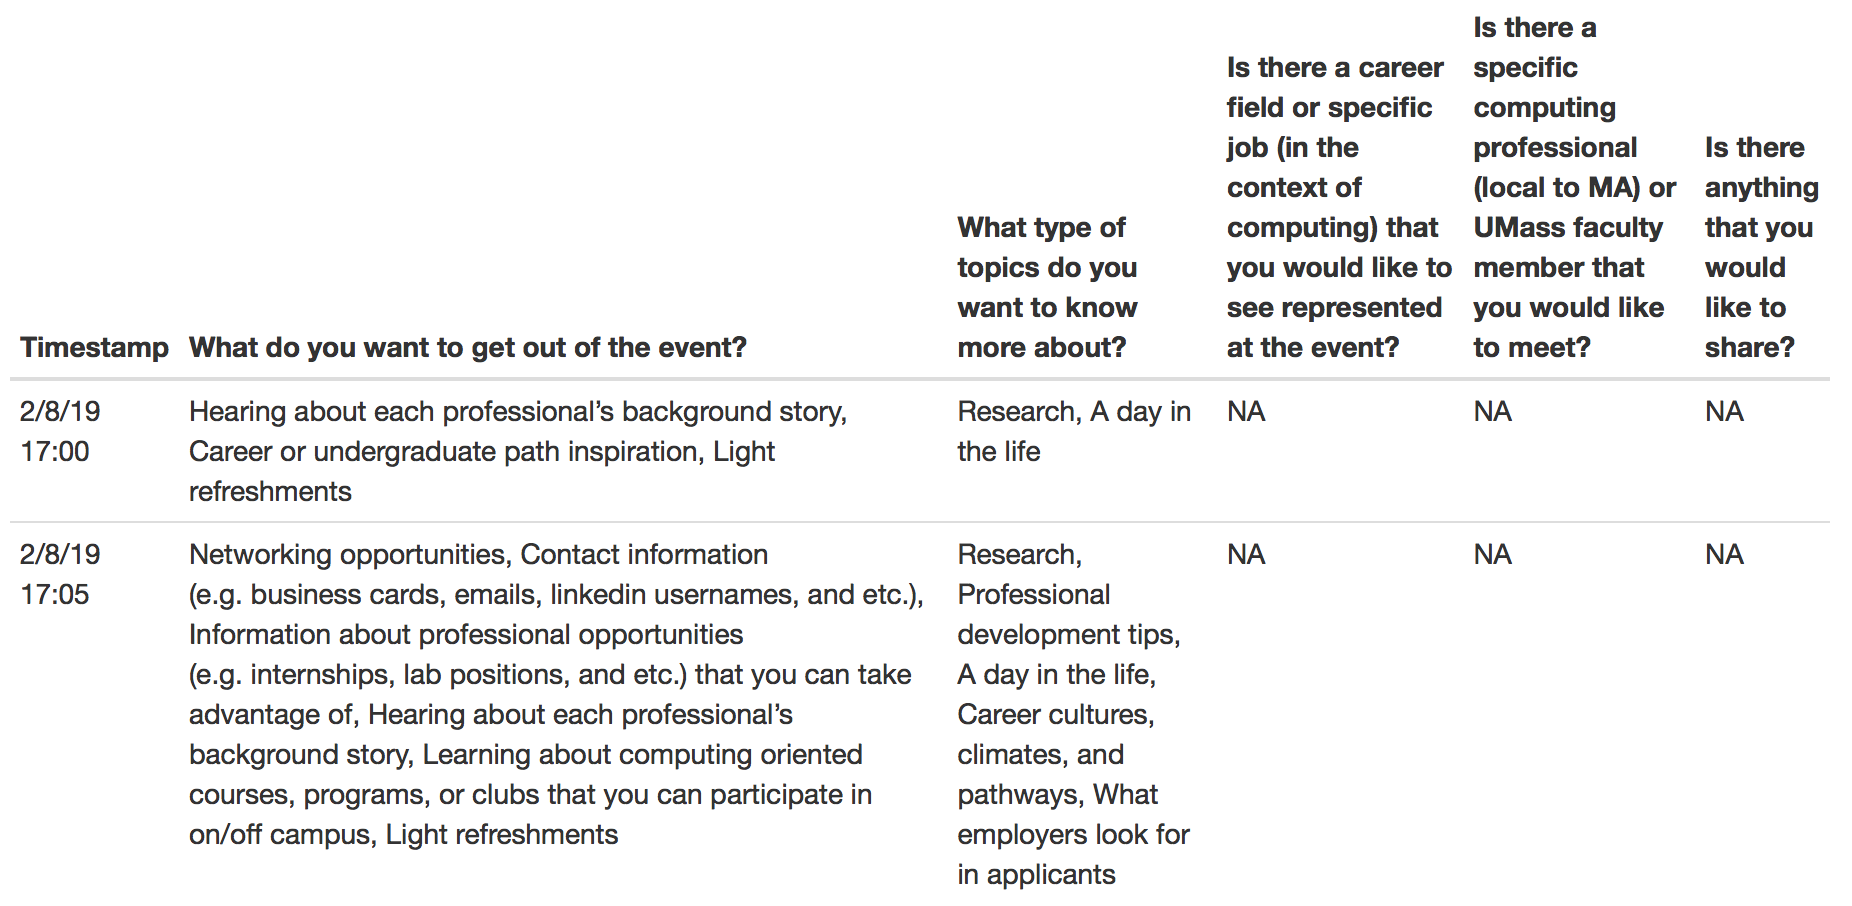 Timestamp
What do you want to get out of the event?
What type of
topics do you
want to know
more about?
Is there a career
field or specific
job (in the
context of
computing) that
you would like to
see represented
at the event?
Is there a
specific
computing
professional
(local to MA) or
UMass faculty
member that
you would like
to meet?
Is there
anything
that you
would
like to
share?
2/8/19
17:00
Hearing about each professional’s background story,
Career or undergraduate path inspiration, Light
refreshments
Research, A day in
the life
NA
NA
NA
2/8/19
17:05
Networking opportunities, Contact information
(e.g. business cards, emails, linkedin usernames, and etc.),
Information about professional opportunities
(e.g. internships, lab positions, and etc.) that you can take
advantage of, Hearing about each professional’s
background story, Learning about computing oriented
courses, programs, or clubs that you can participate in
on/off campus, Light refreshments
Research,
Professional
development tips,
A day in the life,
Career cultures,
climates, and
pathways, What
employers look for
in applicants
NA
NA
NA